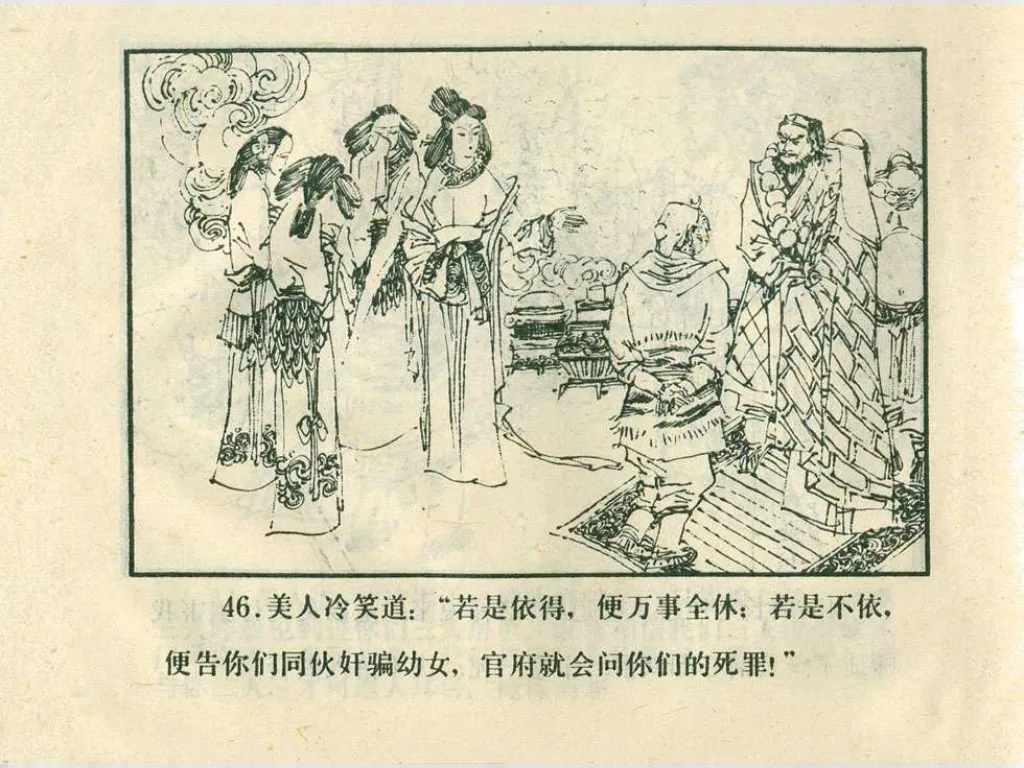 46.美人冷笑道：“若是依得，便万事全休；若是不依，
便告你们同伙奸骗幼女，官府就会问你们的死罪！”